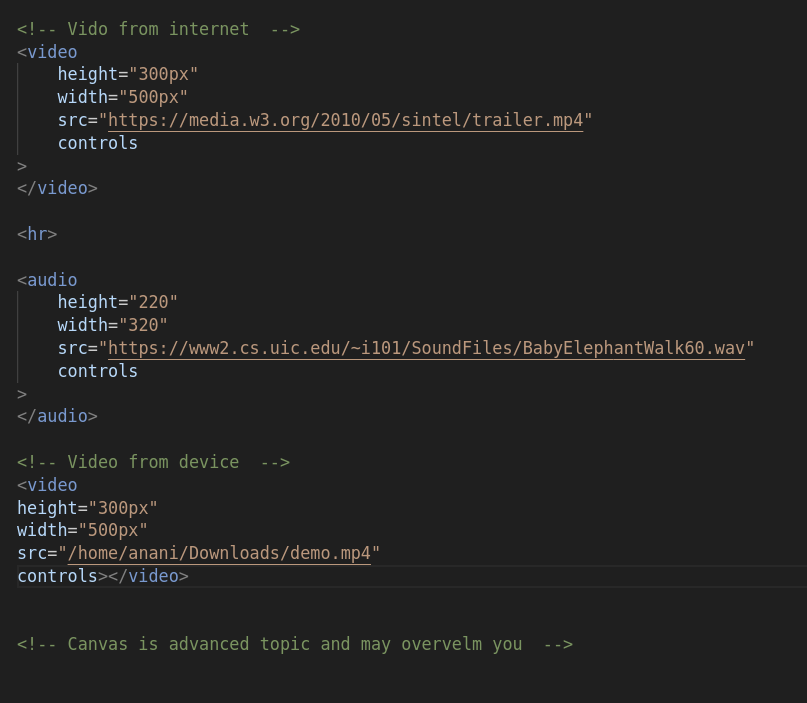 <!-- Vido from internet  -->
<video
    height="300px"
    width="500px"
    src="https://media.w3.org/2010/05/sintel/trailer.mp4"
    controls
>
</video>

<hr>

<audio
    height="220"
    width="320"
    src="https://www2.cs.uic.edu/~i101/SoundFiles/BabyElephantWalk60.wav"
    controls
>
</audio>

<!-- Video from device  -->
<video
height="300px"
width="500px"
src="/home/anani/Downloads/demo.mp4"
controls></video>


<!-- Canvas is advanced topic and may overvelm you  -->